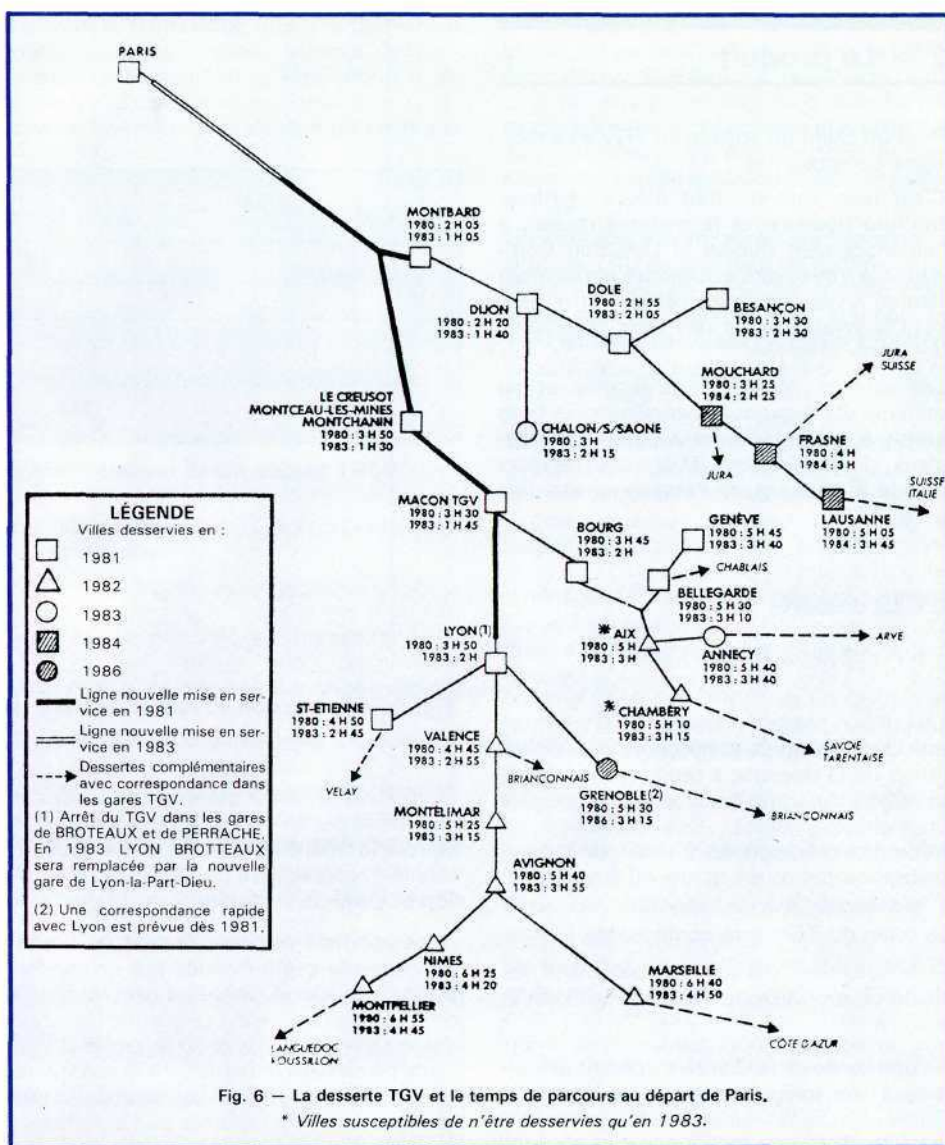 PARIS
MONTBARD
1980 : 2 H 05
1983 : 1 H 05
DIJON
1980 : 2 H 20
1983 : 1 H 40
DOLE
1980 : 2 H 55
1983 : 2 H 05
BESANÇON
1980 : 3 H 30
1983 : 2 H 30
MOUCHARD
1980 : 3 H 25
1984 : 2 H 25
JURA
SUISSE
LE CREUSOT
MONTCEAU-LES-MINES
MONTCHANIN
1980 : 3 H 50
1983 : 1 H 30
CHALON/S/SAONE
1980 : 3 H
1983 : 2 H 15
JURA
FRASNE
1980 : 4 H
1984 : 3 H
SUISSE
ITALIE
LAUSANNE
1980 : 5 H 05
1984 : 3 H 45
MACON TGV
1980 : 3 H 30
1983 : 1 H 45
BOURG
1980 : 3 H 45
1983 : 2 H
GENÈVE
1980 : 5 H 45
1983 : 3 H 40
CHABLAIS
BELLEGARDE
1980 : 5 H 30
1983 : 3 H 10
LYON (1)
1980 : 3 H 50
1983 : 2 H
* AIX
1980 : 5 H
1983 : 3 H
ANNECY
1980 : 5 H 40
1983 : 3 H 40
ARVE
ST-ETIENNE
1980 : 4 H 50
1983 : 2 H 45
* CHAMBÉRY
1980 : 5 H 10
1983 : 3 H 15
SAVOIE
TARENTAISE
VALENCE
1980 : 4 H 45
1983 : 2 H 55
VELAY
BRIANÇONNAIS
GRENOBLE (2)
1980 : 5 H 30
1986 : 3 H 15
BRIANÇONNAIS
MONTELIMAR
1980 : 5 H 25
1983 : 3 H 15
AVIGNON
1980 : 5 H 40
1983 : 3 H 55
NIMES
1980 : 6 H 25
1983 : 4 H 20
MARSEILLE
1980 : 6 H 40
1983 : 4 H 50
MONTPELLIER
1980 : 6 H 55
1983 : 4 H 45
LANGUEDOC
ROUSSILLON
CÔTE D'AZUR
LÉGENDE
Villes desservies en :
1981
1982
1983
1984
1986
Ligne nouvelle mise en ser-
vice en 1981
Ligne nouvelle mise en ser-
vice en 1983
Dessertes complémentaires
avec correspondance dans
les gares TGV.
(1) Arrêt du TGV dans les gares
de BROTEAUX et de PERRACHE.
En 1983 LYON BROTTEAUX
sera remplacée par la nouvelle
gare de Lyon-la-Part-Dieu.
(2) Une correspondance rapide
avec Lyon est prévue dès 1981.
Fig. 6 — La desserte TGV et le temps de parcours au départ de Paris.
* Villes susceptibles de n'être desservies qu'en 1983.